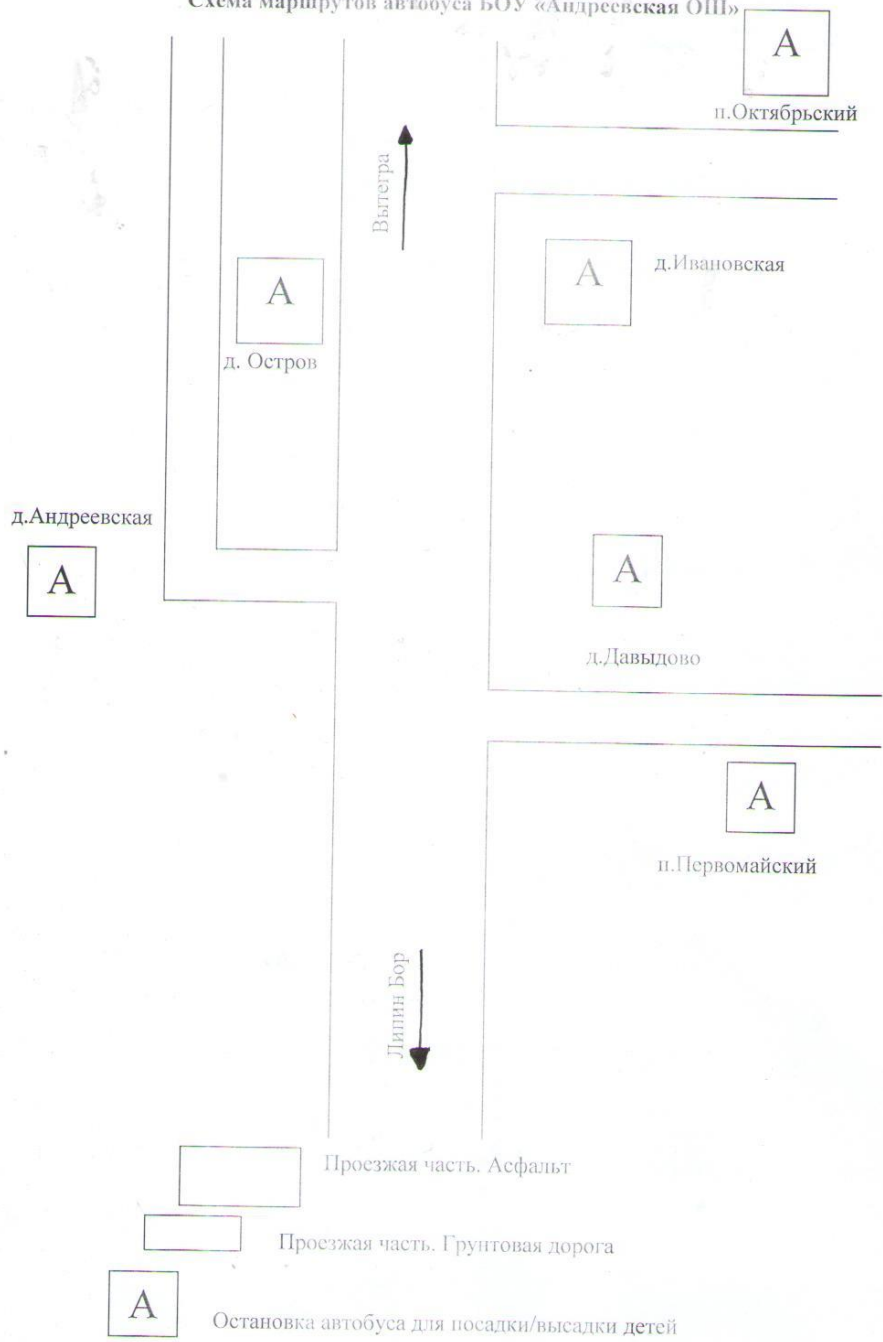 Схема маршрутов автобуса БОУ «Андреевская ОШ»
А
п.Октябрьский
Вытегра
А
д.Ивановская
А
д. Остров
д.Андреевская
А
А
д.Давыдово
А
п.Первомайский
Липин Бор
Проезжая часть. Асфальт
Проезжая часть. Грунтовая дорога
А
Остановка автобуса для посадки/высадки детей